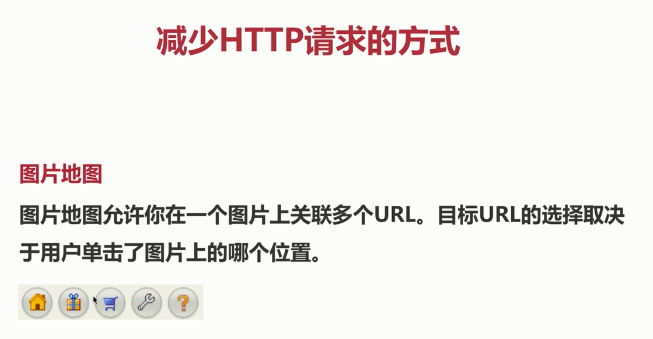 减少HTTP请求的方式
图片地图
图片地图允许你在一个图片上关联多个URL。目标URL的选择取决
于用户单击了图片上的哪个位置。